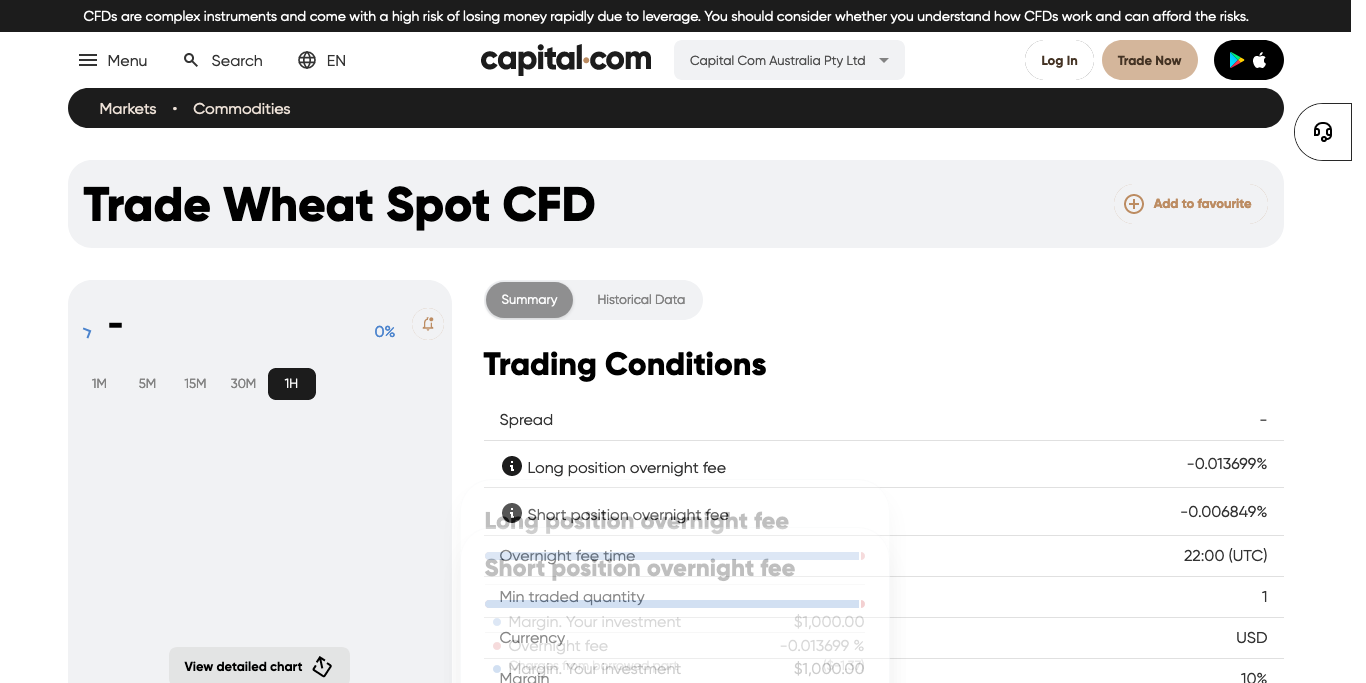 CFDs are complex instruments and come with a high risk of losing money rapidly due to leverage. You should consider whether you understand how CFDs work and can afford the risks.
Menu Search EN capital.com Capital Com Australia Pty Ltd Log In Trade Now
Markets • Commodities
Trade Wheat Spot CFD
Add to favourite
Summary Historical Data
- 0%
1M 5M 15M 30M 1H
Trading Conditions
Spread -
Long position overnight fee -0.013699%
Short position overnight fee -0.006849%
Long position overnight fee
Overnight fee time 22:00 (UTC)
Short position overnight fee
Min traded quantity 1
Margin. Your investment $1,000.00
Currency USD
Overnight fee -0.013699 %
Margin. Your investment $1,000.00
View detailed chart
Margin 10%